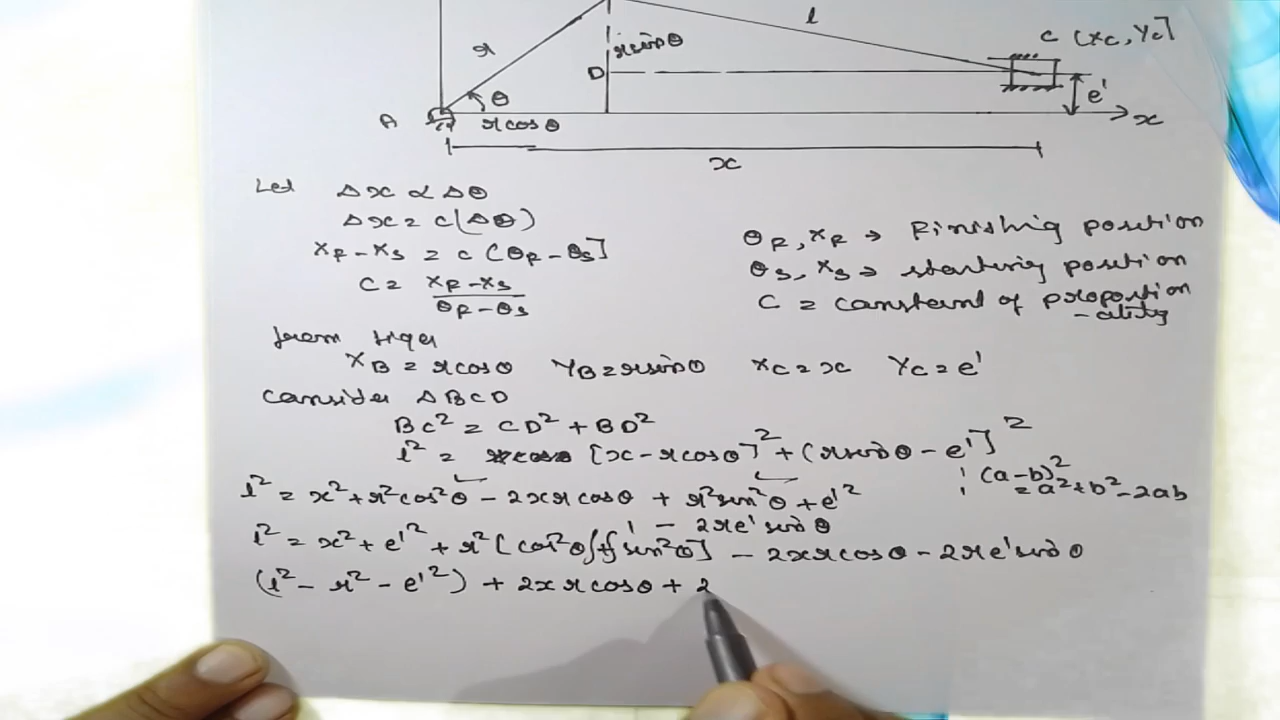 l
C (xc, yc]
r
r sinθ
D
θ
e'
A
r cosθ
x
x
Let Δx ∝ Δθ
Δx = c(Δθ)
xF - xS = c [θF - θS]
θF, xF → Finishing position
C = xF - xS / θF - θS
θS, xS → starting position
C = constant of proportion
-ality
from figer
xB = r cosθ yB = r sinθ xC = x yC = e'
Consider ΔBCD
BC² = CD² + BD²
l² = [x - r cosθ]² + (r sinθ - e']²
(a-b)²
= a² + b² - 2ab
l² = x² + r² cos²θ - 2xr cosθ + r² sin²θ + e'²
- 2re' sinθ
l² = x² + e'² + r² [cos²θ + sin²θ] - 2xr cosθ - 2re' sinθ
1
(l² - r² - e'²) + 2xr cosθ + 2